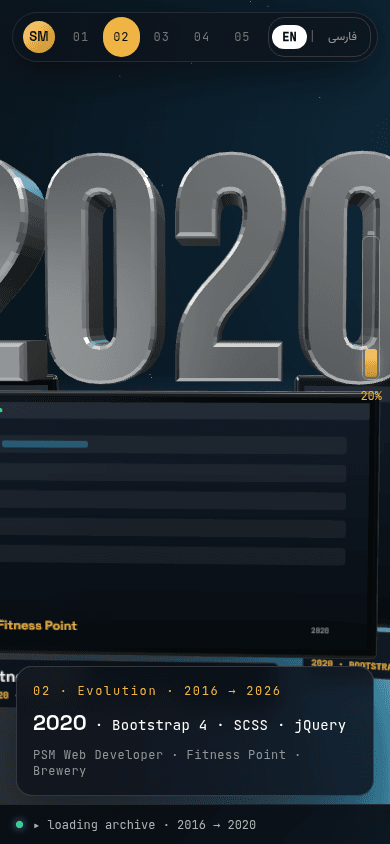 SM 01 02 03 04 05 EN | فارسی
2020
20%
Fitness Point
2020
2020 · BOOTSTRA
02 · Evolution · 2016 → 2026
2020 · Bootstrap 4 · SCSS · jQuery
PSM Web Developer · Fitness Point ·
Brewery
▸ loading archive · 2016 → 2020